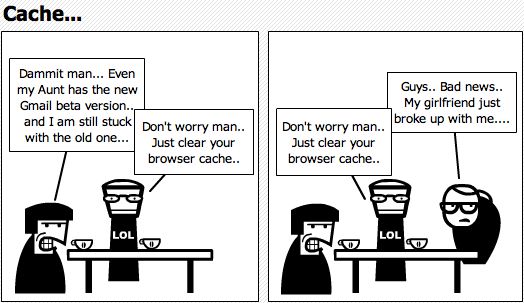 Cache...
Dammit man... Even
my Aunt has the new
Gmail beta version..
and I am still stuck
with the old one...
Don't worry man..
Just clear your
browser cache..
LOL
Guys.. Bad news..
My girlfriend just
broke up with me....
Don't worry man..
Just clear your
browser cache..
LOL